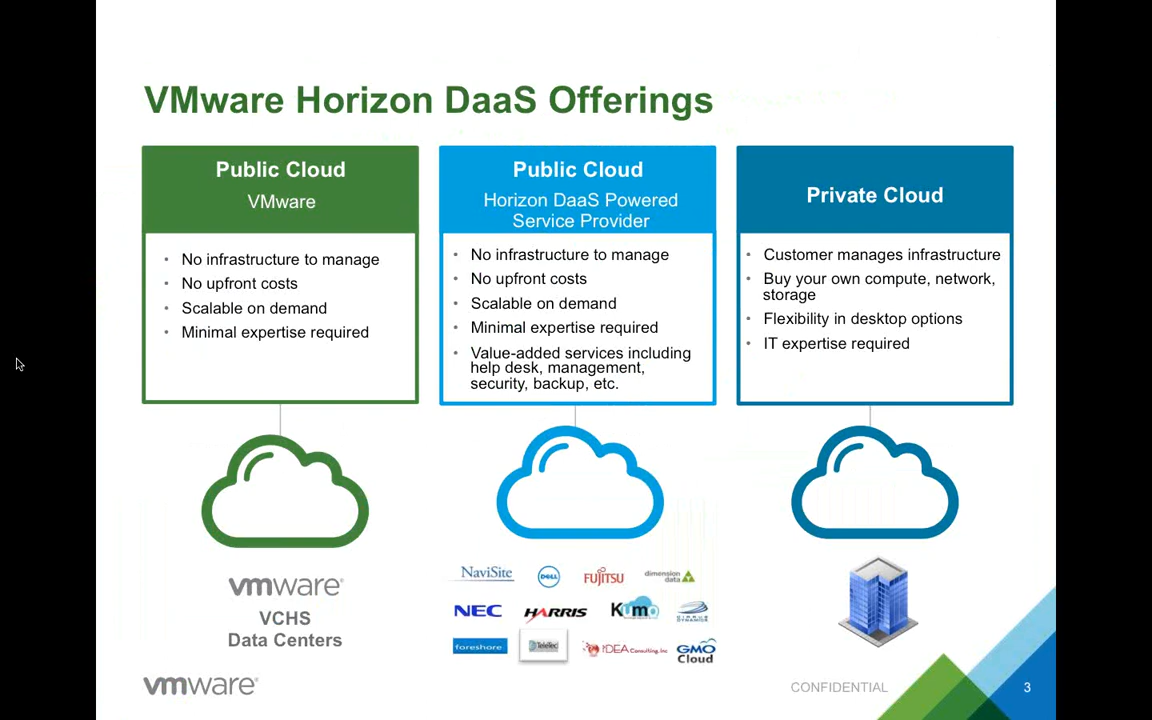 VMware Horizon DaaS Offerings
Public Cloud
VMware
• No infrastructure to manage
• No upfront costs
• Scalable on demand
• Minimal expertise required
Public Cloud
Horizon DaaS Powered
Service Provider
• No infrastructure to manage
• No upfront costs
• Scalable on demand
• Minimal expertise required
• Value-added services including
help desk, management,
security, backup, etc.
Private Cloud
• Customer manages infrastructure
• Buy your own compute, network,
storage
• Flexibility in desktop options
• IT expertise required
vmware®
VCHS
Data Centers
NaviSite
DELL
FUJITSU
dimension
data
NEC
HARRIS
Kumo
foreshore
TeleTec
IDEA Consulting, Inc
GMO
Cloud
vmware®
CONFIDENTIAL
3